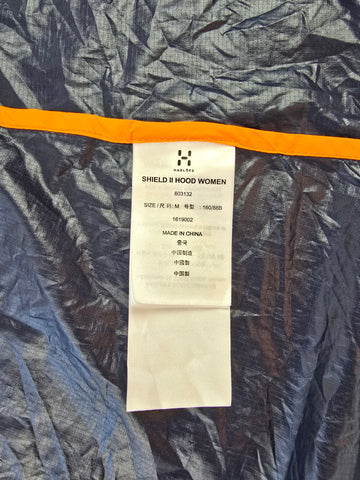 HAGLÖFS
SHIELD II HOOD WOMEN
603132
SIZE / 尺码: M 号型 : 160/88B
1619002
MADE IN CHINA
중국
中国制造
中國製
中国製